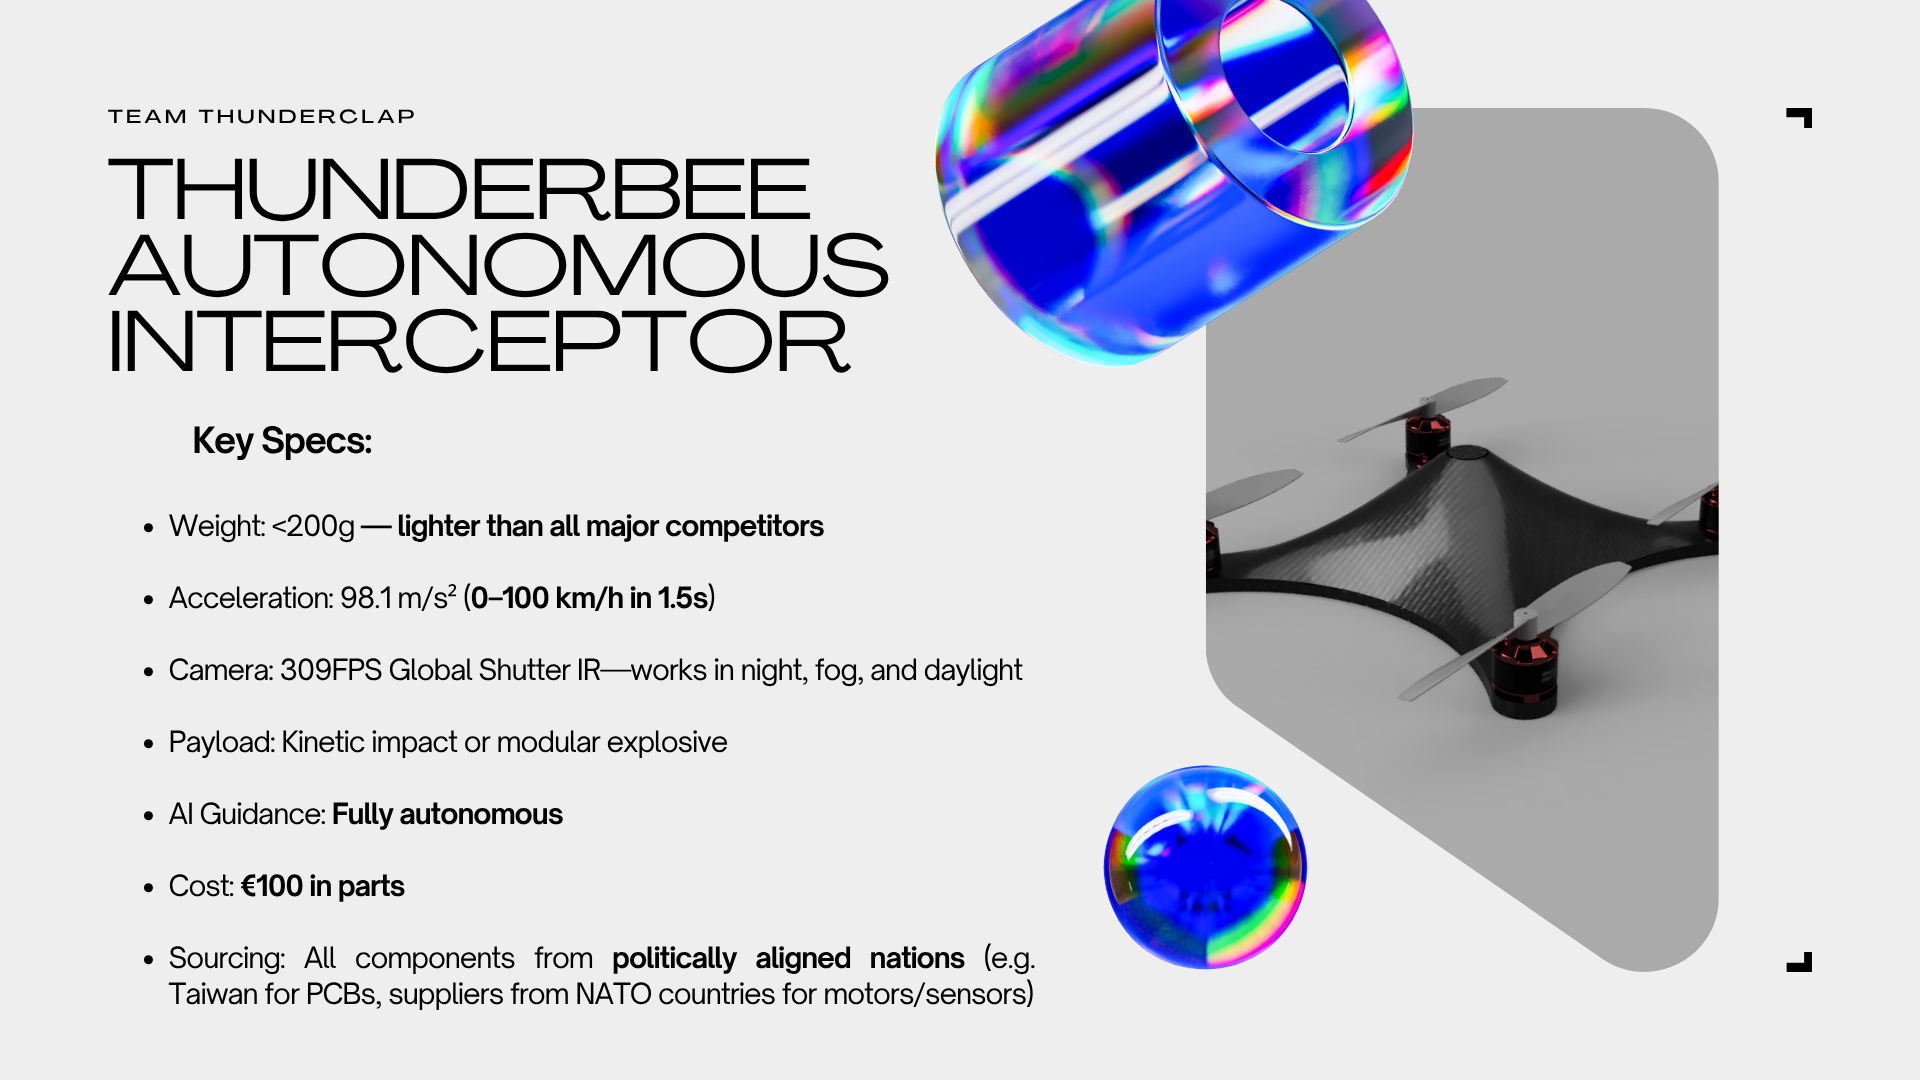 TEAM THUNDERCLAP
THUNDERBEE
AUTONOMOUS
INTERCEPTOR
Key Specs:
• Weight: <200g — lighter than all major competitors
• Acceleration: 98.1 m/s² (0–100 km/h in 1.5s)
• Camera: 309FPS Global Shutter IR—works in night, fog, and daylight
• Payload: Kinetic impact or modular explosive
• AI Guidance: Fully autonomous
• Cost: €100 in parts
• Sourcing: All components from politically aligned nations (e.g.
Taiwan for PCBs, suppliers from NATO countries for motors/sensors)